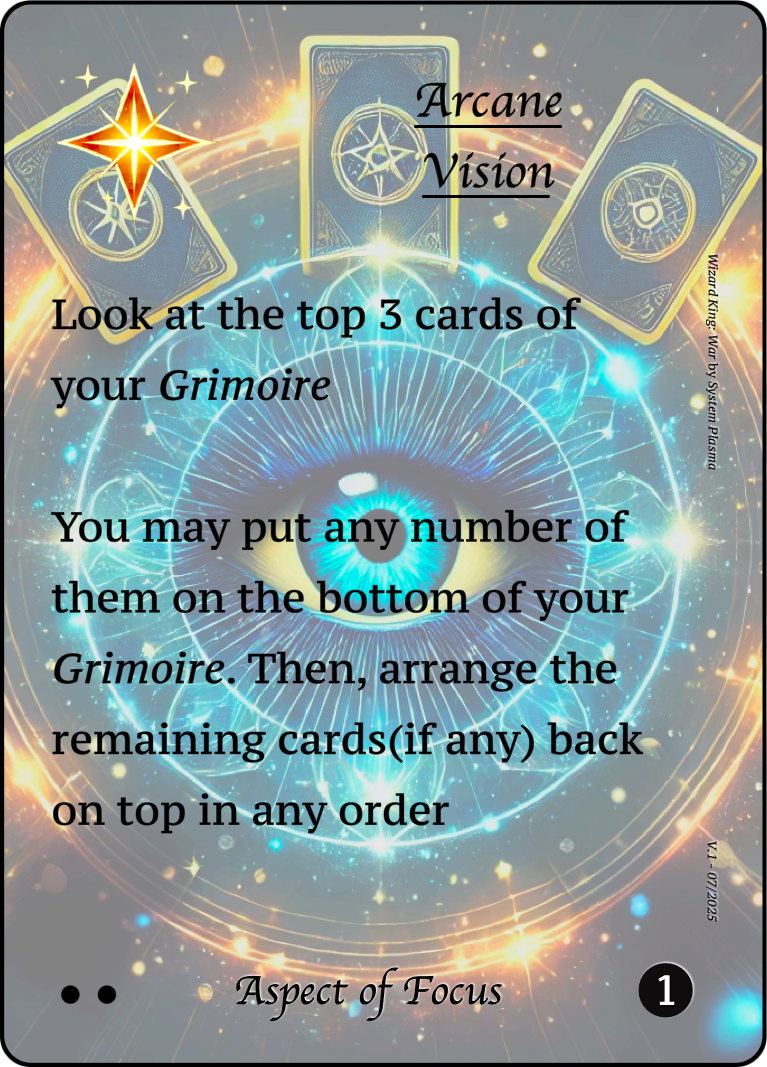 Arcane
Vision
Look at the top 3 cards of
your Grimoire
You may put any number of
them on the bottom of your
Grimoire. Then, arrange the
remaining cards(if any) back
on top in any order
Wizard King: War by System Plasma
V.1 - 07/2025
Aspect of Focus
1